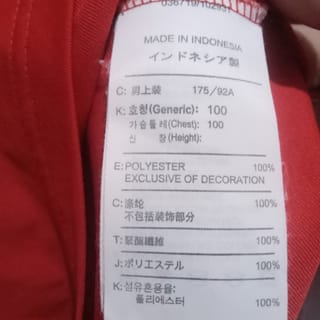 MADE IN INDONESIA
インドネシア製
C: 男上装 175/92A
K: 호칭(Generic): 100
가슴둘레(Chest): 100
신 장(Height):
E: POLYESTER 100%
EXCLUSIVE OF DECORATION
C: 涤纶 100%
不包括装饰部分
T: 聚酯纖維 100%
J: ポリエステル 100%
K: 섬유혼용율:
폴리에스터 100%